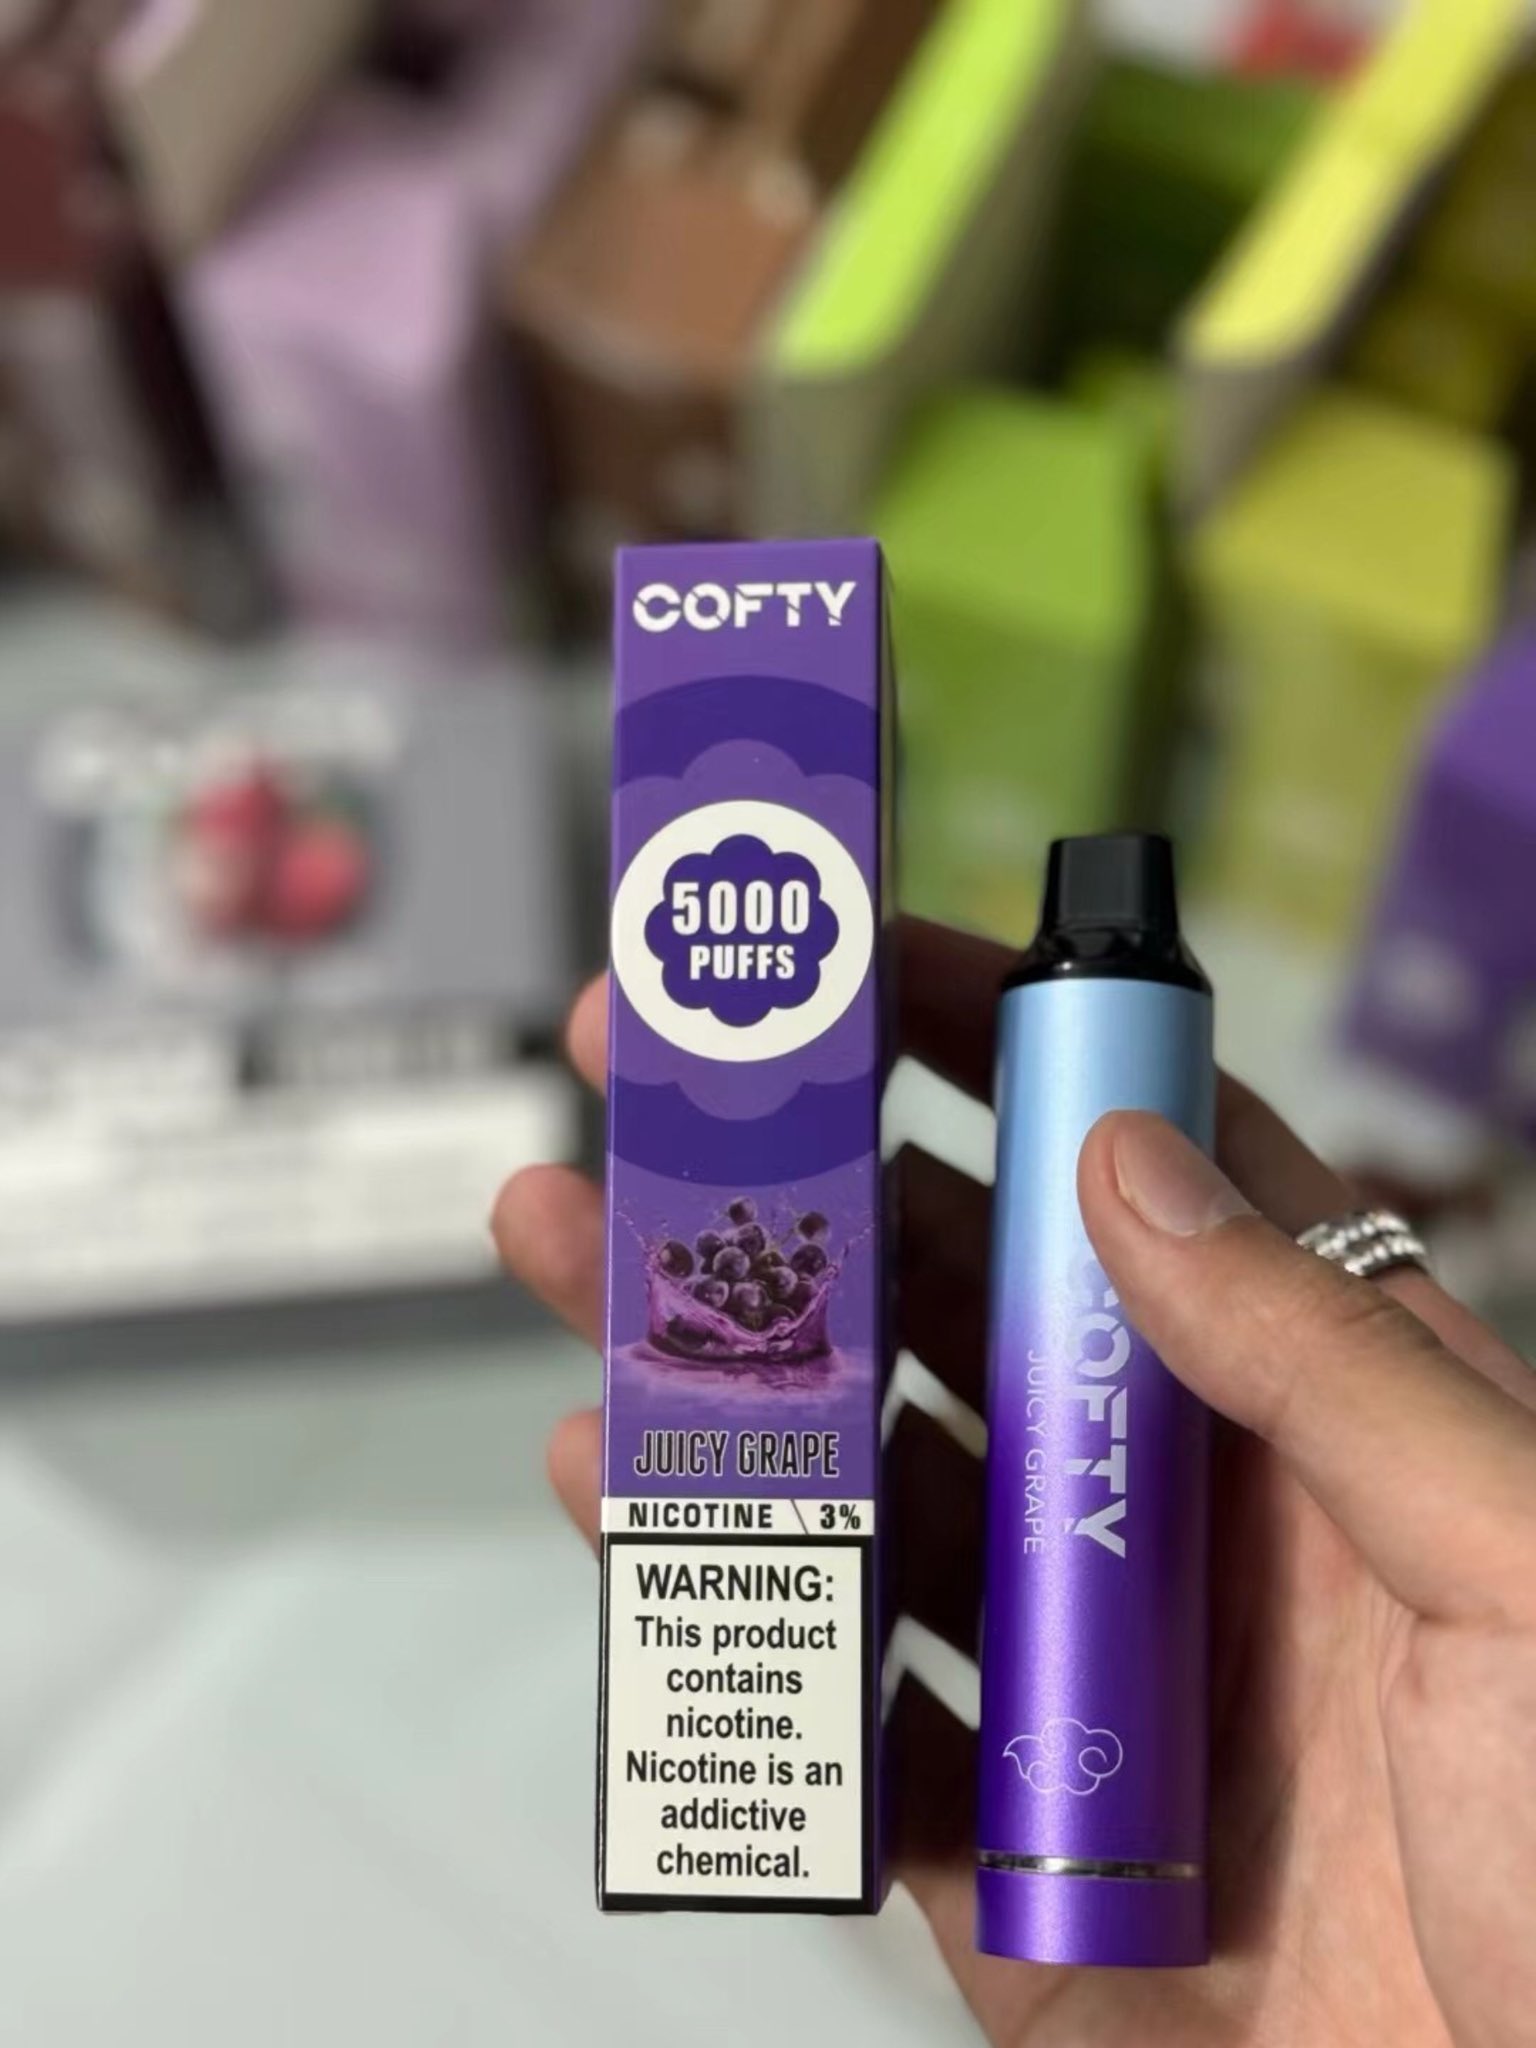 COFTY
5000
PUFFS
JUICY GRAPE
NICOTINE 3%
WARNING:
This product
contains
nicotine.
Nicotine is an
addictive
chemical.
COFTY
JUICY GRAPE